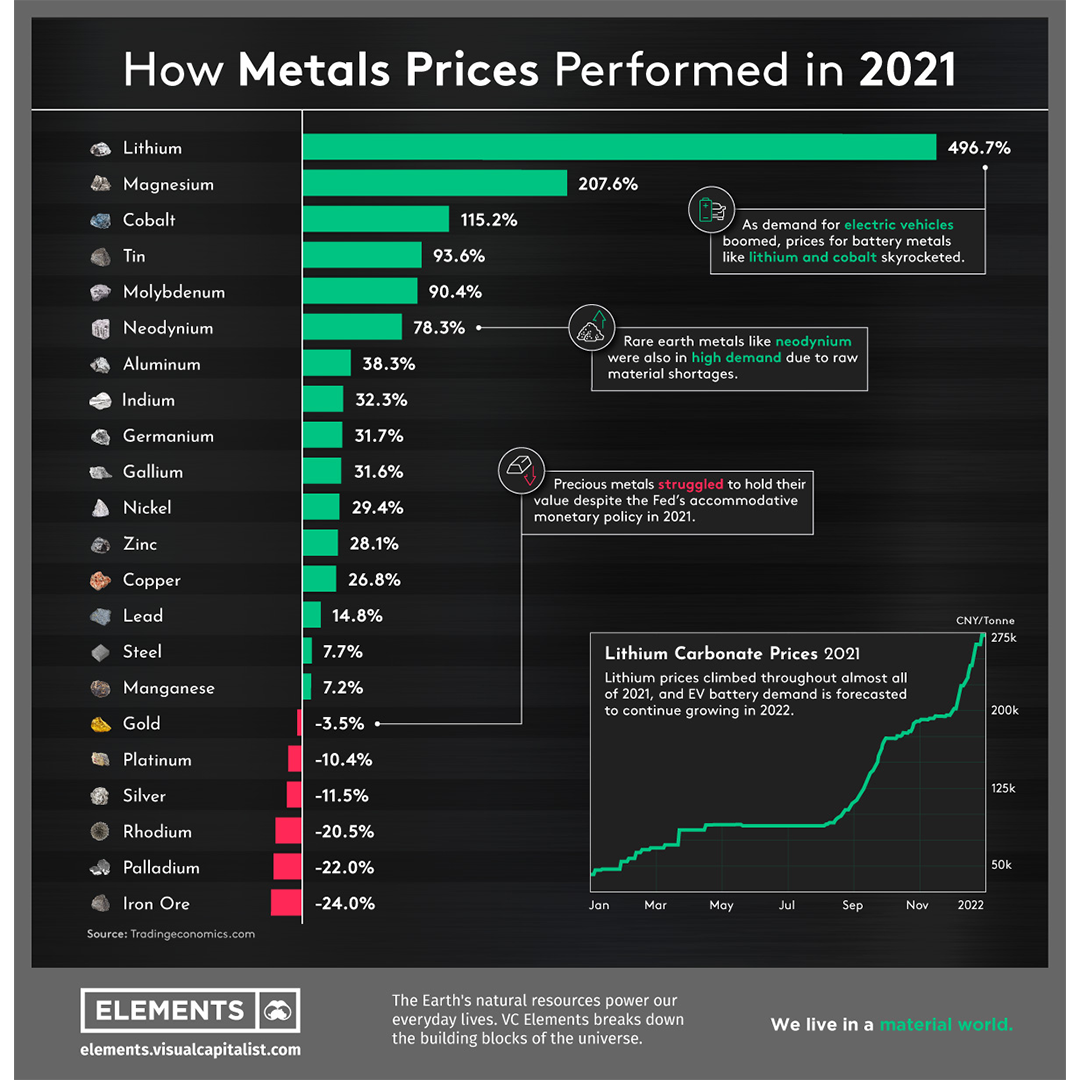 How Metals Prices Performed in 2021
Lithium 496.7%
Magnesium 207.6%
Cobalt 115.2%
Tin 93.6%
Molybdenum 90.4%
Neodynium 78.3%
Aluminum 38.3%
Indium 32.3%
Germanium 31.7%
Gallium 31.6%
Nickel 29.4%
Zinc 28.1%
Copper 26.8%
Lead 14.8%
Steel 7.7%
Manganese 7.2%
Gold -3.5%
Platinum -10.4%
Silver -11.5%
Rhodium -20.5%
Palladium -22.0%
Iron Ore -24.0%
As demand for electric vehicles
boomed, prices for battery metals
like lithium and cobalt skyrocketed.
Rare earth metals like neodynium
were also in high demand due to raw
material shortages.
Precious metals struggled to hold their
value despite the Fed's accommodative
monetary policy in 2021.
CNY/Tonne
Lithium Carbonate Prices 2021
Lithium prices climbed throughout almost all
of 2021, and EV battery demand is forecasted
to continue growing in 2022.
275k
200k
125k
50k
Jan Mar May Jul Sep Nov 2022
Source: Tradingeconomics.com
ELEMENTS
elements.visualcapitalist.com
The Earth's natural resources power our
everyday lives. VC Elements breaks down
the building blocks of the universe.
We live in a material world.